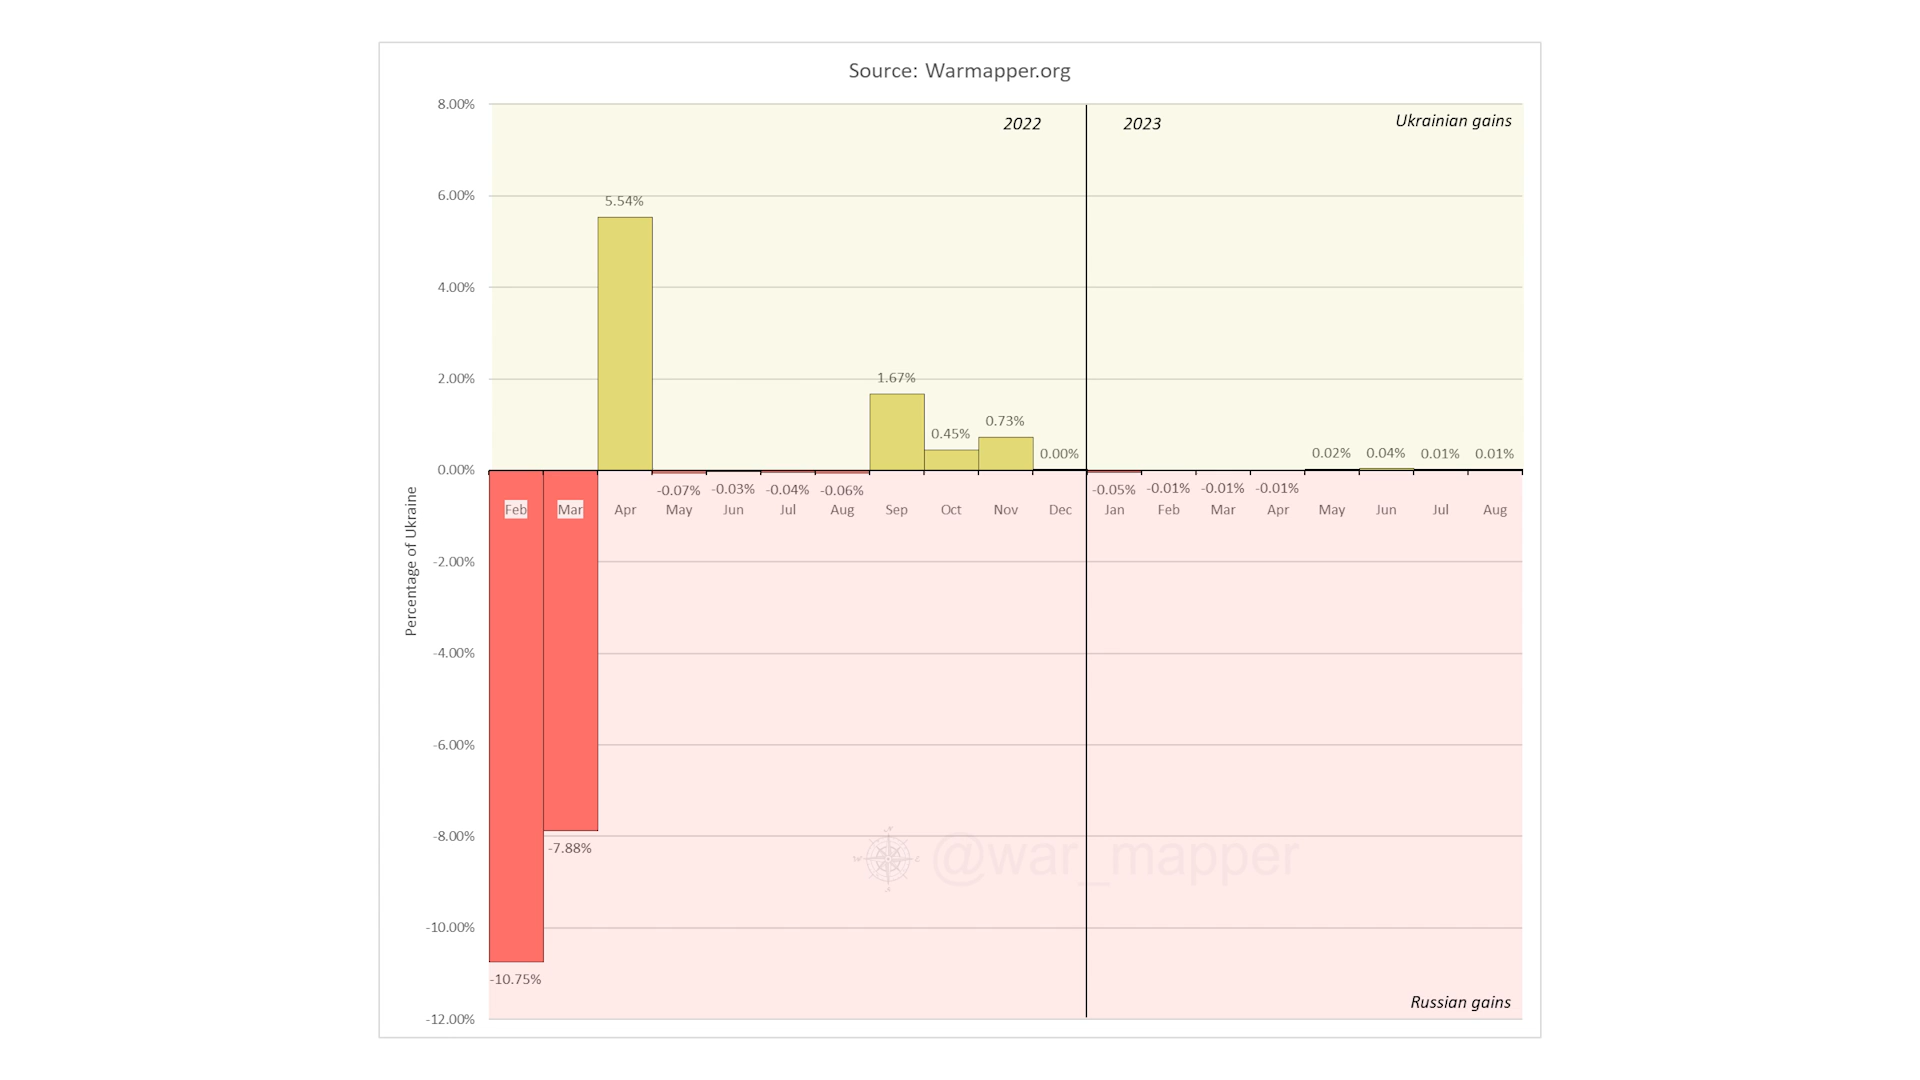 Source: Warmapper.org
8.00%
2022
2023
Ukrainian gains
6.00%
5.54%
4.00%
2.00%
1.67%
0.45%
0.73%
0.00%
0.02%
0.04%
0.01%
0.01%
0.00%
-0.07%
-0.03%
-0.04%
-0.06%
-0.05%
-0.01%
-0.01%
-0.01%
Feb
Mar
Apr
May
Jun
Jul
Aug
Sep
Oct
Nov
Dec
Jan
Feb
Mar
Apr
May
Jun
Jul
Aug
Percentage of Ukraine
-2.00%
-4.00%
-6.00%
-8.00%
-7.88%
@war_mapper
-10.00%
-10.75%
Russian gains
-12.00%